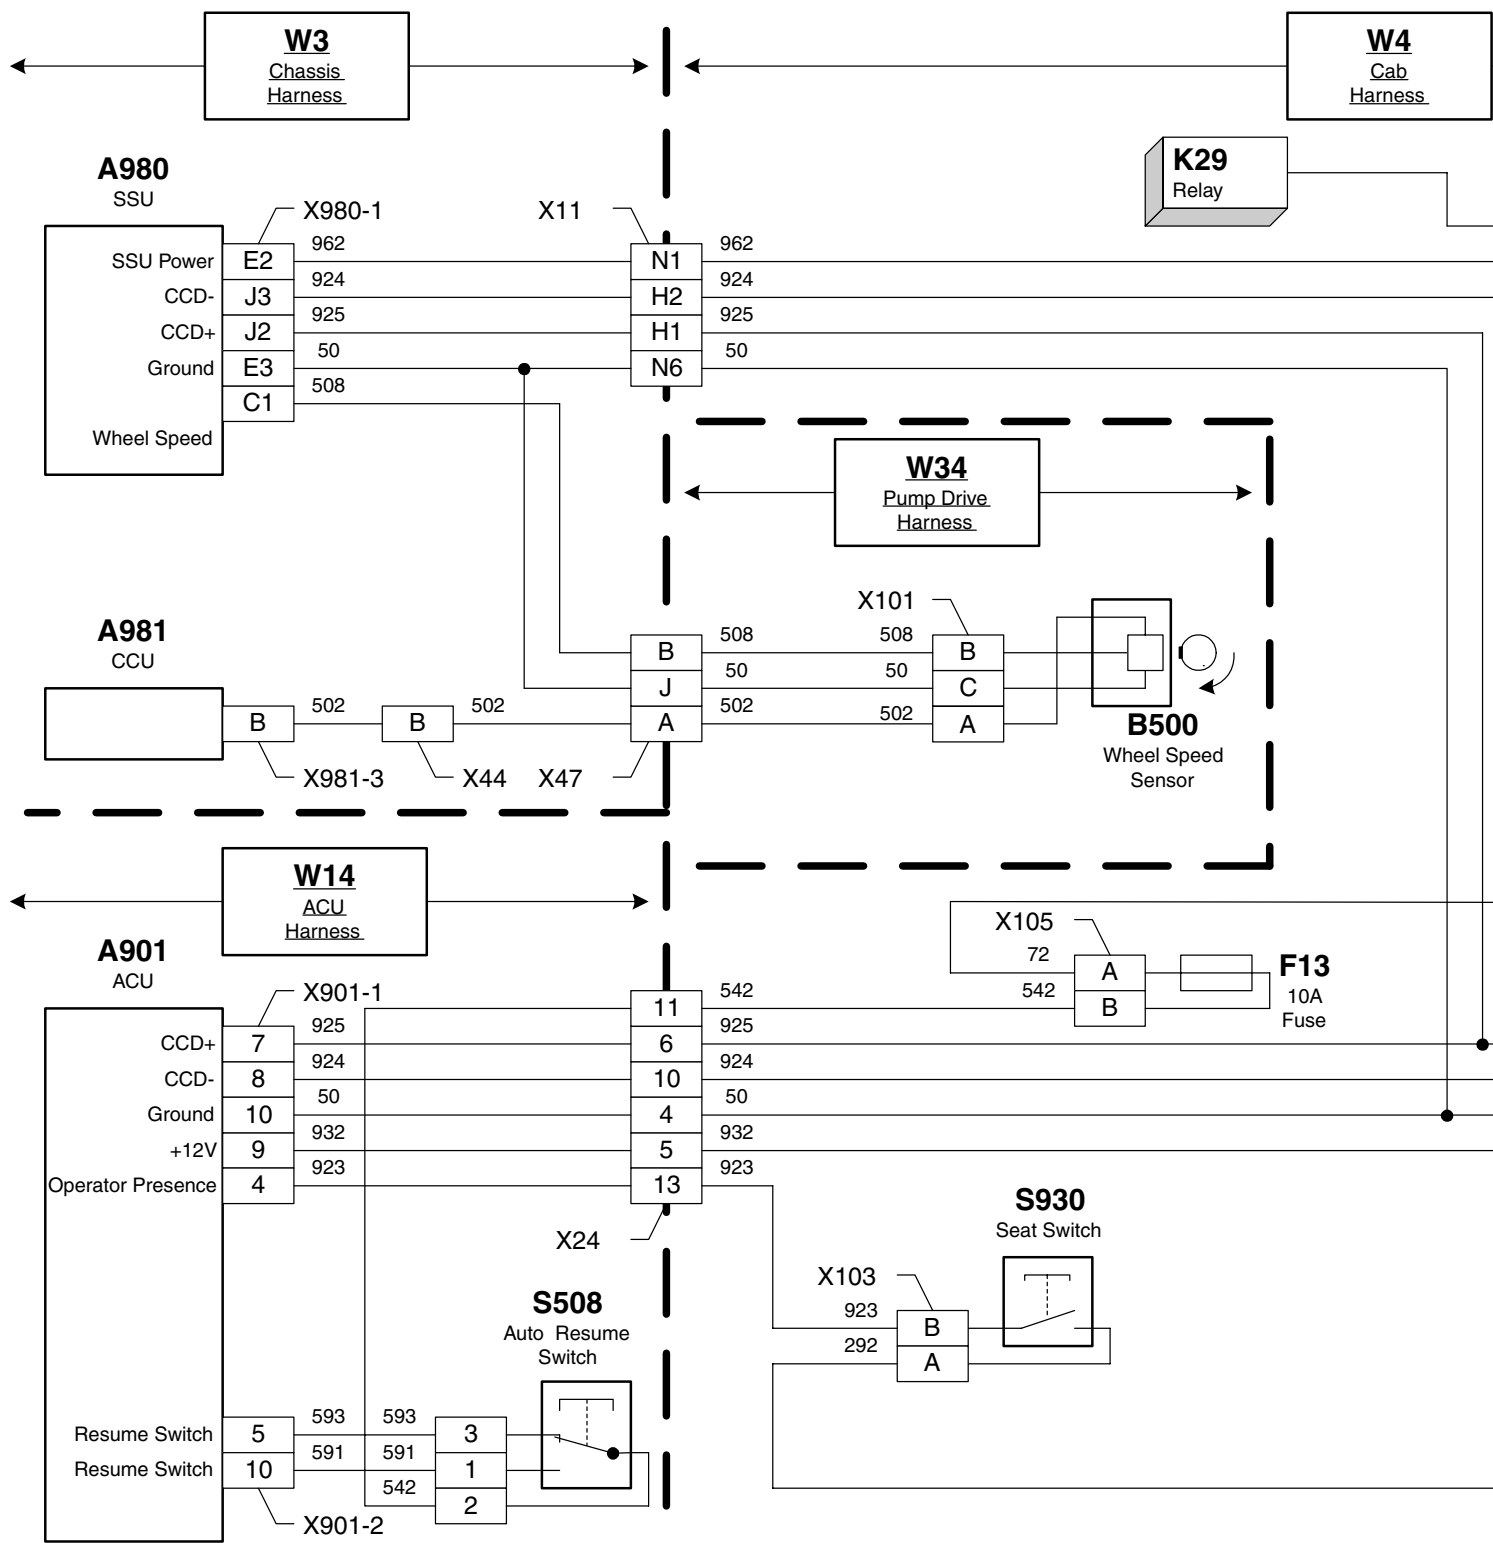 W3
Chassis
Harness
W4
Cab
Harness
K29
Relay
A980
SSU
X980-1
X11
SSU Power
E2
962
N1
962
CCD-
J3
924
H2
924
CCD+
J2
925
H1
925
Ground
E3
50
N6
50
C1
508
Wheel Speed
W34
Pump Drive
Harness
X101
A981
CCU
B
508
508
B
J
50
50
C
B
502
B
502
A
502
502
A
B500
Wheel Speed
Sensor
X981-3
X44
X47
W14
ACU
Harness
A901
ACU
X901-1
X105
72
A
F13
10A
Fuse
11
542
542
B
CCD+
7
925
6
925
CCD-
8
924
10
924
Ground
10
50
4
50
+12V
9
932
5
932
Operator Presence
4
923
13
923
X24
S930
Seat Switch
X103
923
B
292
A
S508
Auto Resume
Switch
Resume Switch
5
593
593
3
Resume Switch
10
591
591
1
542
2
X901-2